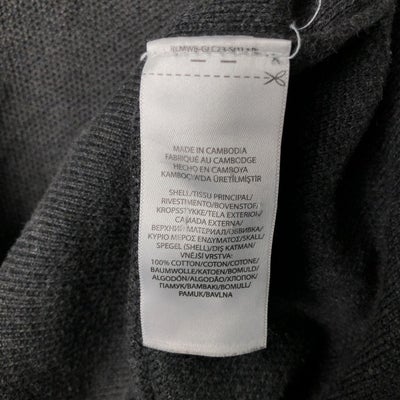 MADE IN CAMBODIA
FABRIQUÉ AU CAMBODGE
HECHO EN CAMBOYA
KAMBOÇYA'DA ÜRETİLMİŞTİR
SHELL/TISSU PRINCIPAL/
RIVESTIMENTO/BOVENSTOF/
KROPSSTYKKE/TELA EXTERIOR/
CAMADA EXTERNA/
ВЕРХНИЙ МАТЕРИАЛ/ОБВИВКА/
ΚΥΡΙΟ ΜΕΡΟΣ ΕΝΔΥΜΑΤΟΣ/SKALL/
SPEGEL (SHELL)/DIŞ KATMAN/
VNĚJŠÍ VRSTVA:
100% COTTON/COTON/COTONE/
BAUMWOLLE/KATOEN/BOMULD/
ALGODÓN/ALGODÃO/ХЛОПОК/
ПАМУК/ΒΑΜΒΑΚΙ/BOMULL/
PAMUK/BAVLNA